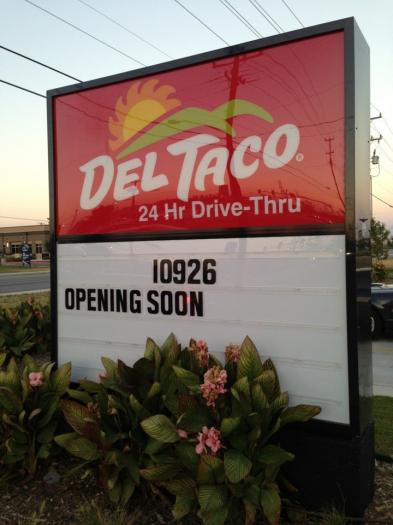 DEL TACO
24 Hr Drive-Thru
10926
OPENING SOON